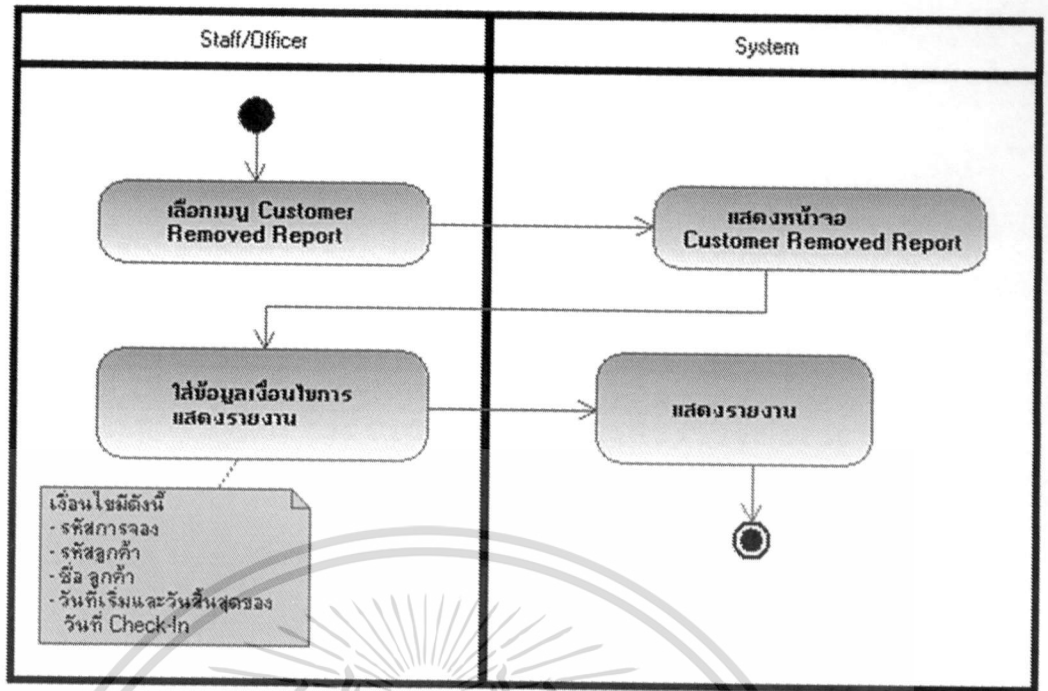 Staff/Officer
System
เลือกเมนู Customer
Removed Report
แสดงหน้าจอ
Customer Removed Report
ใส่ข้อมูลเงื่อนไขการ
แสดงรายงาน
แสดงรายงาน
เงื่อนไขมีดังนี้
- รหัสการจอง
- รหัสลูกค้า
- ชื่อ ลูกค้า
- วันที่เริ่มและวันสิ้นสุดของ
วันที่ Check-In